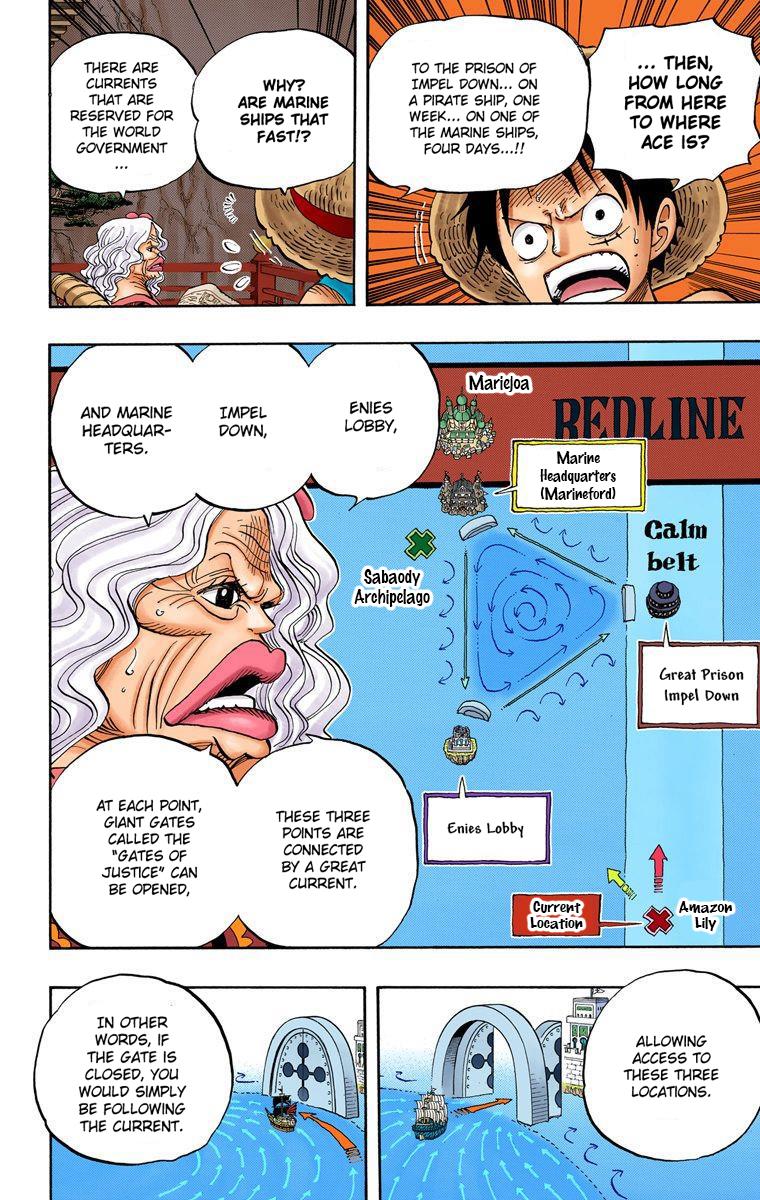 ... THEN,
HOW LONG
FROM HERE
TO WHERE
ACE IS?
TO THE PRISON OF
IMPEL DOWN... ON
A PIRATE SHIP, ONE
WEEK... ON ONE OF
THE MARINE SHIPS,
FOUR DAYS...!!
WHY?
ARE MARINE
SHIPS THAT
FAST!?
THERE ARE
CURRENTS
THAT ARE
RESERVED FOR
THE WORLD
GOVERNMENT
...
ENIES
LOBBY,
IMPEL
DOWN,
AND MARINE
HEADQUAR-
TERS.
MarieJoa
REDLINE
Marine
Headquarters
(Marineford)
Calm
belt
Sabaody
Archipelago
Great Prison
Impel Down
Enies Lobby
Current
Location
Amazon
Lily
THESE THREE
POINTS ARE
CONNECTED
BY A GREAT
CURRENT.
AT EACH POINT,
GIANT GATES
CALLED THE
"GATES OF
JUSTICE" CAN
BE OPENED,
ALLOWING
ACCESS TO
THESE THREE
LOCATIONS.
IN OTHER
WORDS, IF
THE GATE IS
CLOSED, YOU
WOULD SIMPLY
BE FOLLOWING
THE CURRENT.